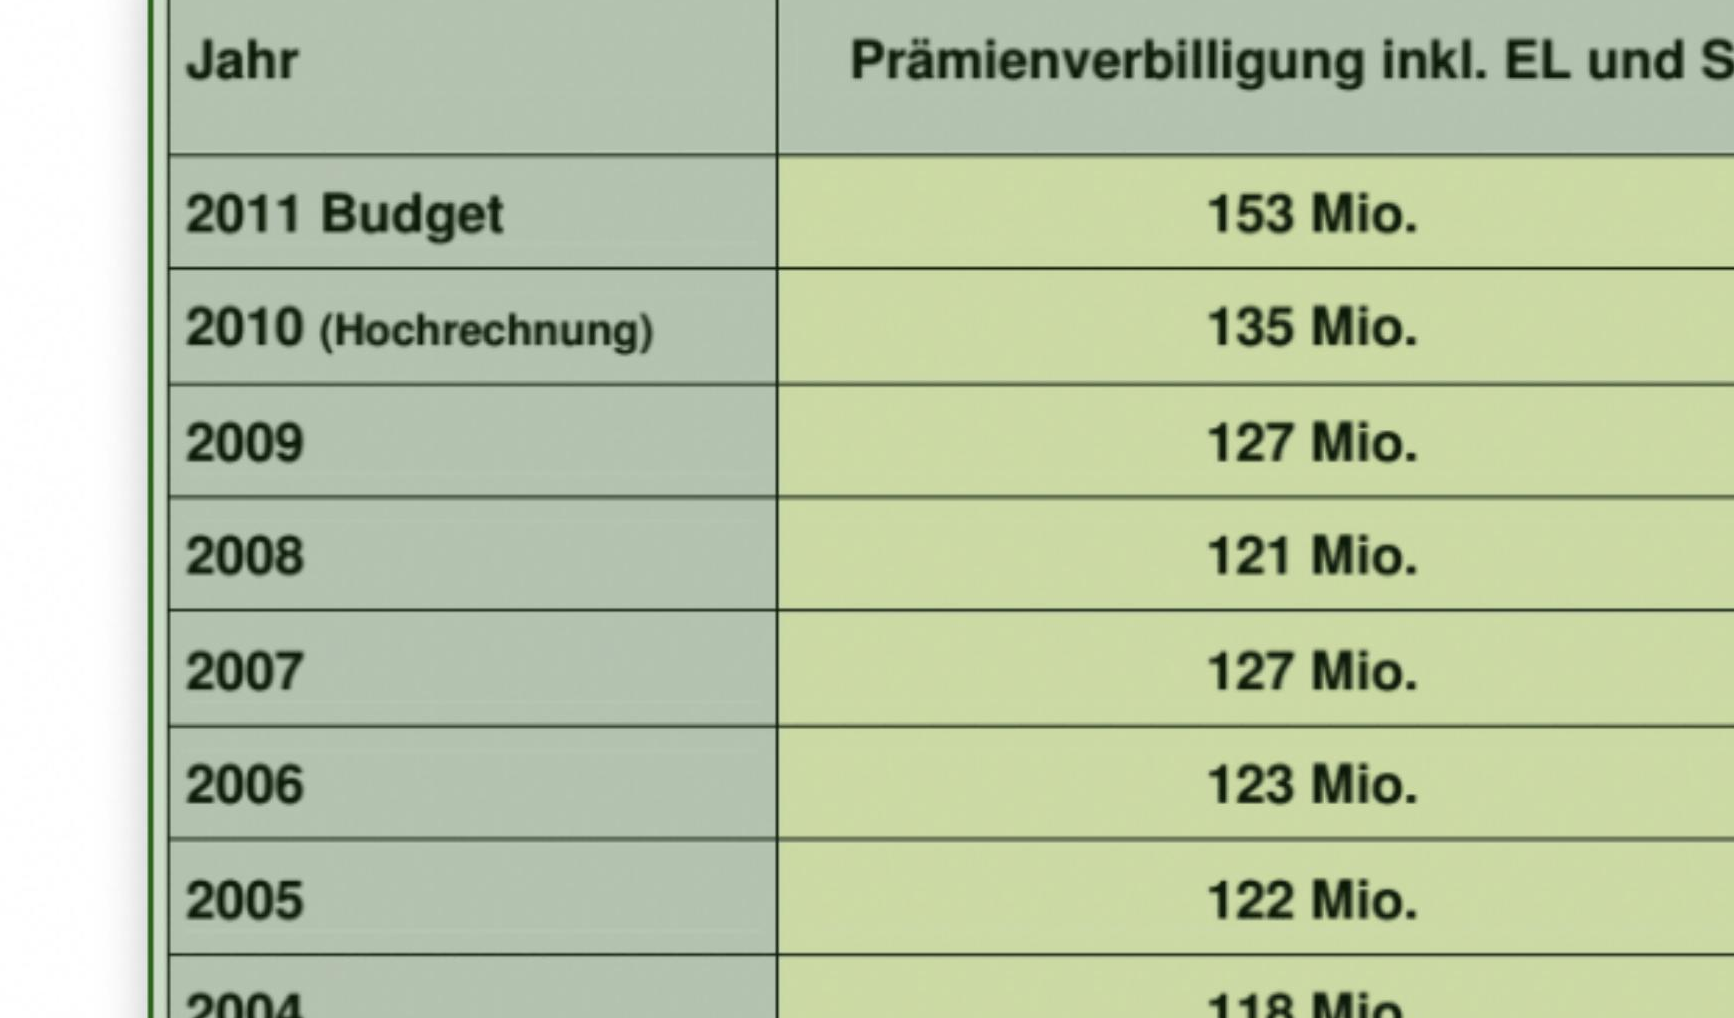 Jahr Prämienverbilligung inkl. EL und S
2011 Budget 153 Mio.
2010 (Hochrechnung) 135 Mio.
2009 127 Mio.
2008 121 Mio.
2007 127 Mio.
2006 123 Mio.
2005 122 Mio.
2004 118 Mio